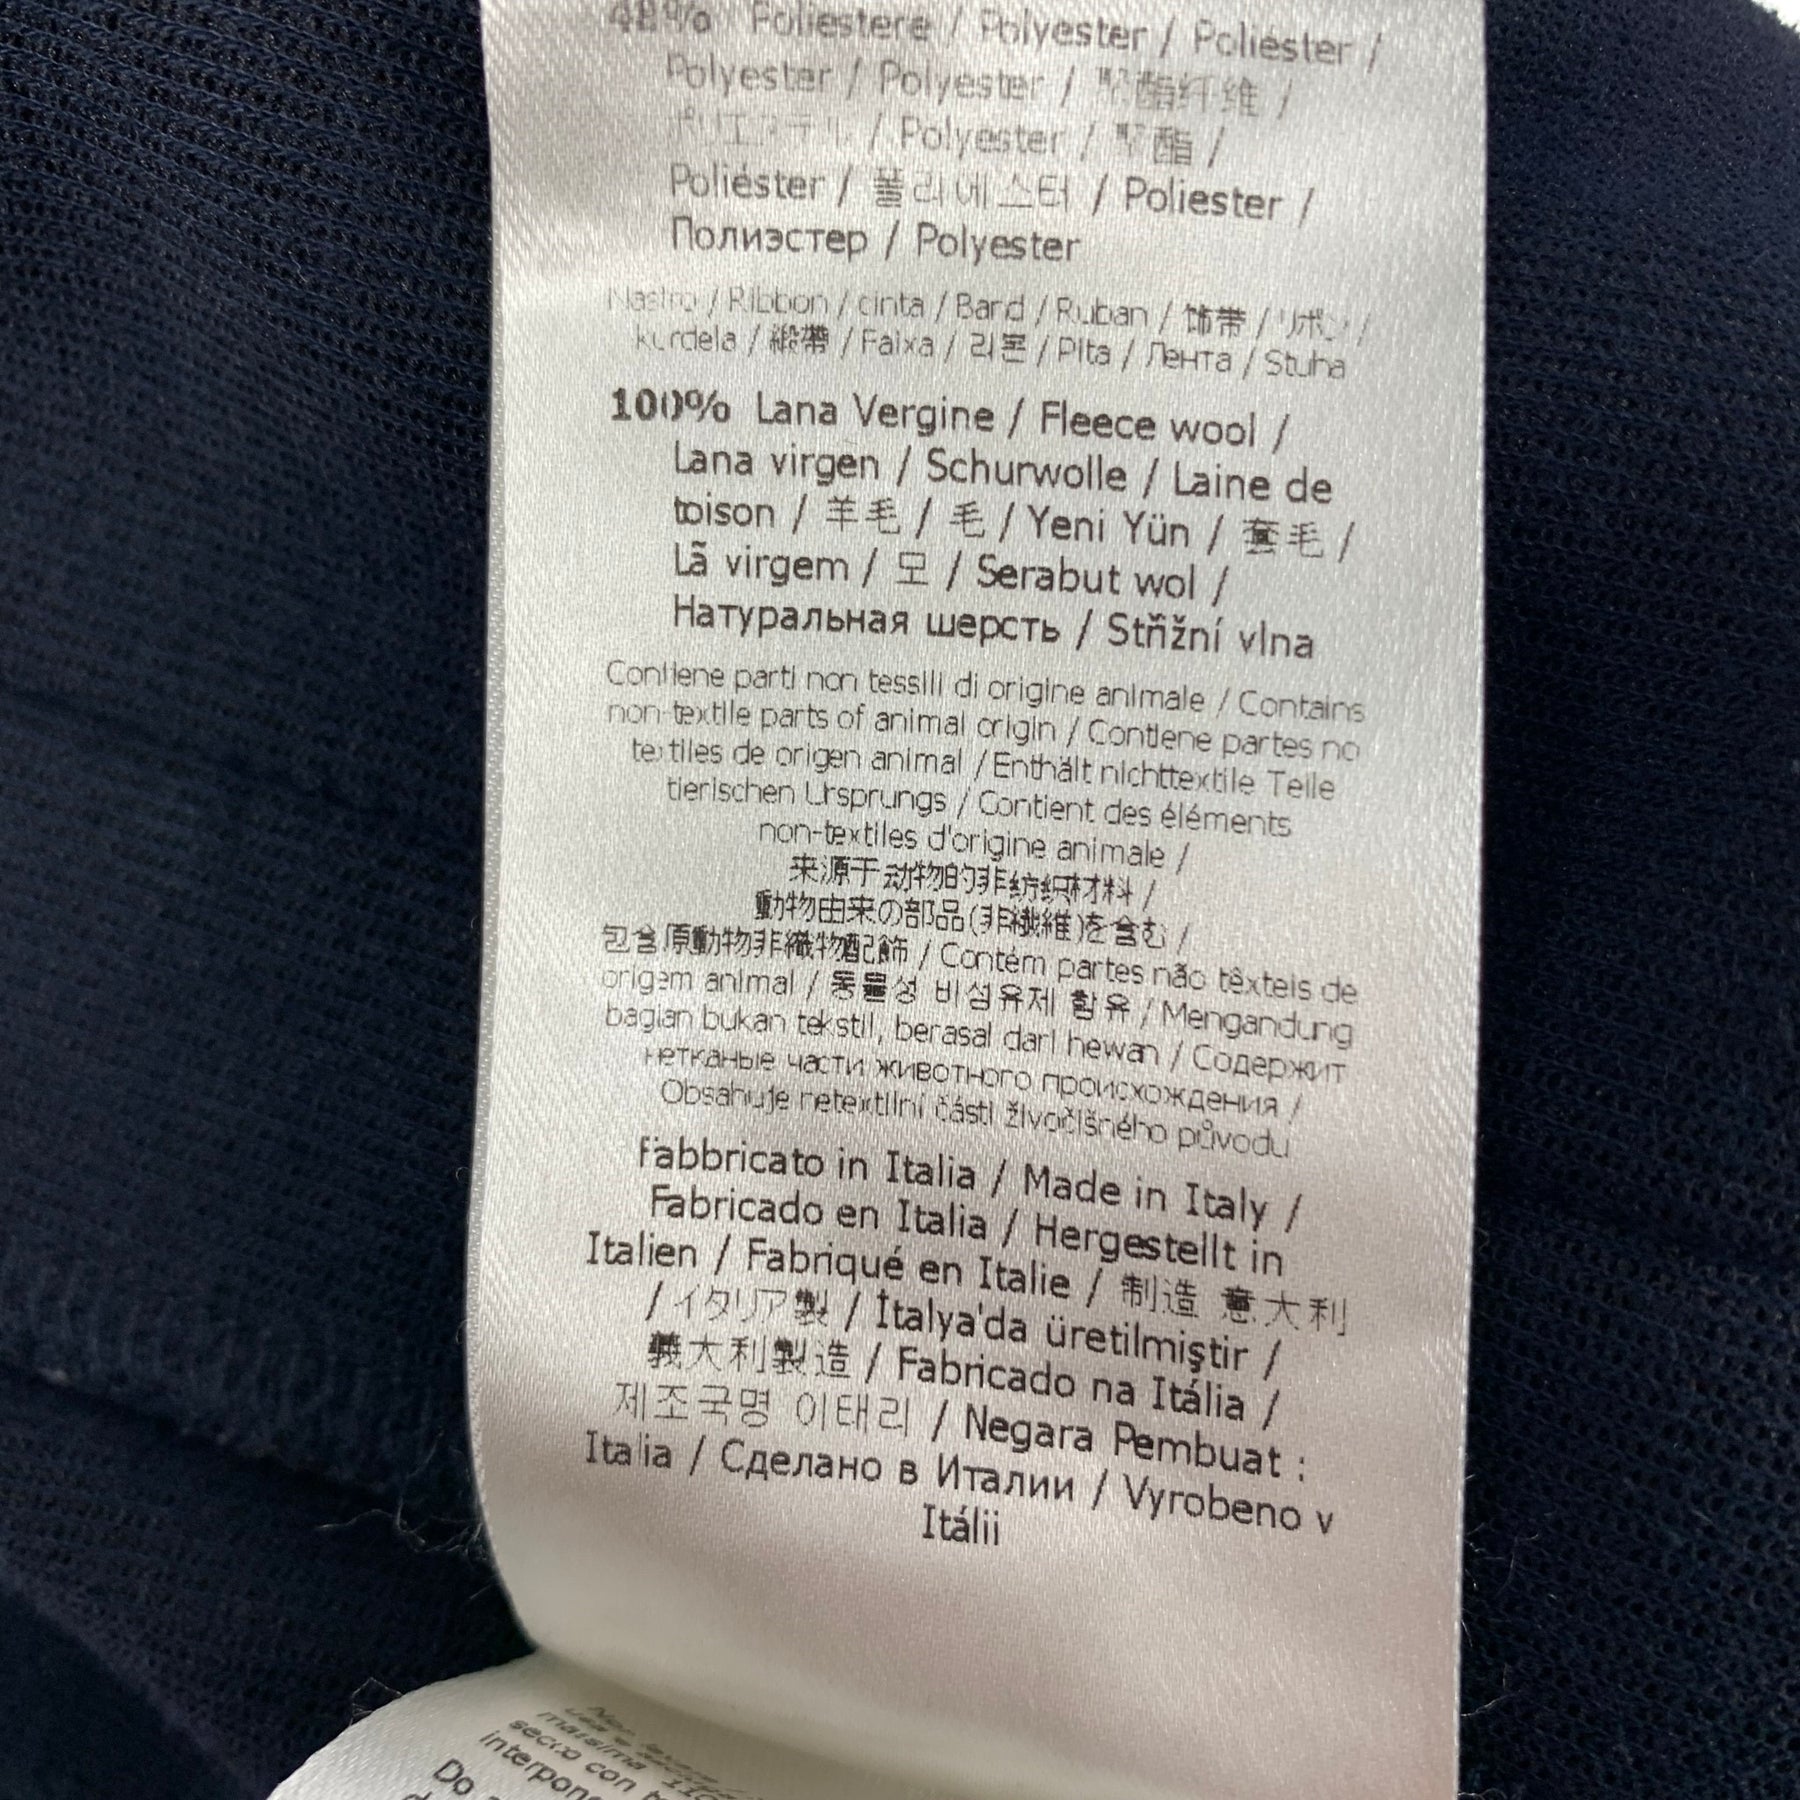 48% Poliestere / Polyester / Poliéster /
Polyester / Polyester / 聚酯纤维 /
ポリエステル / Polyester / 聚酯 /
Poliéster / 폴리에스터 / Poliester /
Полиэстер / Polyester
Nastro / Ribbon / cinta / Band / Ruban / 饰带 / リボン /
kurdela / 緞帶 / Faixa / 리본 / Pita / Лента / Stuha
100% Lana Vergine / Fleece wool /
Lana virgen / Schurwolle / Laine de
toison / 羊毛 / 毛 / Yeni Yün / 套毛 /
Lã virgem / 모 / Serabut wol /
Натуральная шерсть / Stňžní vlna
Contiene parti non tessili di origine animale / Contains
non-textile parts of animal origin / Contiene partes no
textiles de origen animal / Enthält nichttextile Teile
tierischen Ursprungs / Contient des éléments
non-textiles d'origine animale /
来源于动物的非纺织材料 /
動物由来の部品(非繊維)を含む /
包含原動物非織物配飾 / Contém partes não têxteis de
origem animal / 동물성 비섬유제 함유 / Mengandung
bagian bukan tekstil, berasal dari hewan / Содержит
нетканые части животного происхождения /
Obsahuje netextilní části živočišného původu
Fabbricato in Italia / Made in Italy /
Fabricado en Italia / Hergestellt in
Italien / Fabriqué en Italie / 制造 意大利
/ イタリア製 / İtalya'da üretilmiştir /
義大利製造 / Fabricado na Itália /
제조국명 이태리 / Negara Pembuat :
Italia / Сделано в Италии / Vyrobeno v
Itálii
massima
secco con
Do